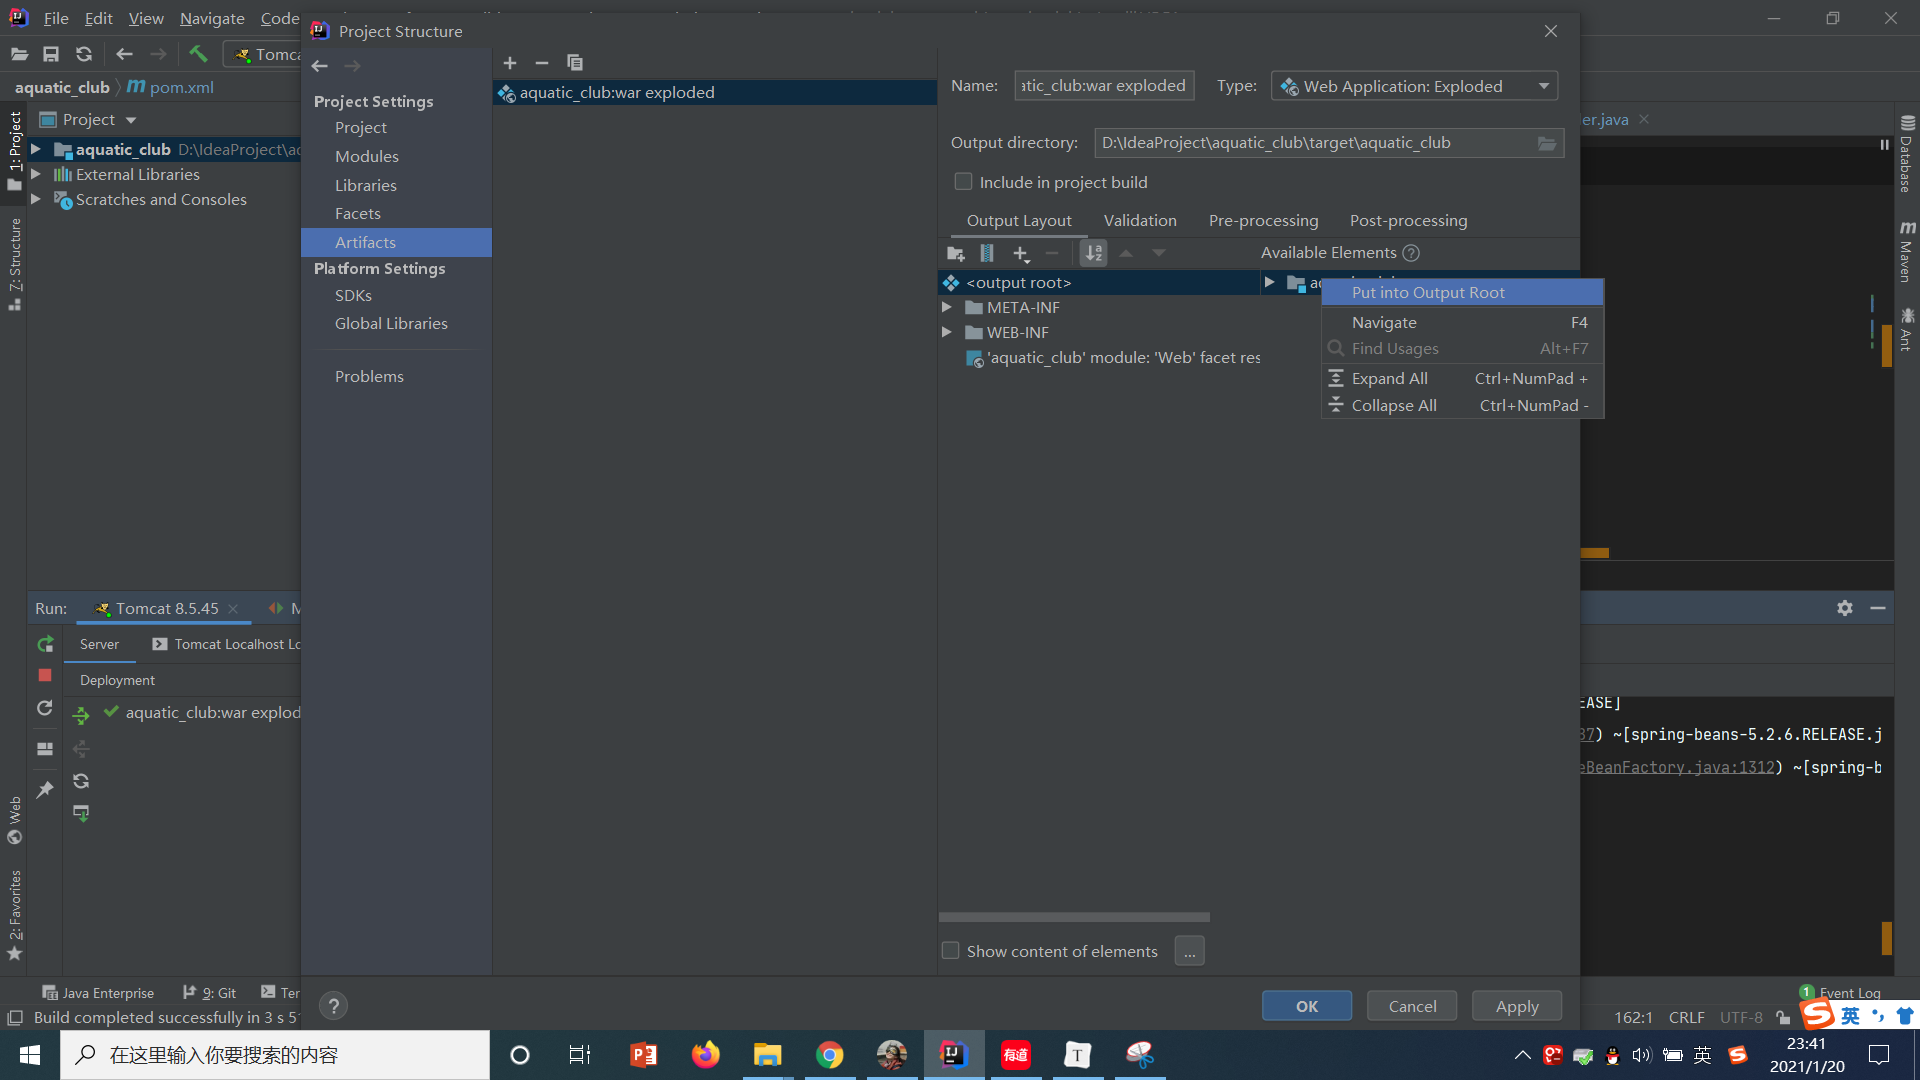 File Edit View Navigate Code
Tomca
aquatic_club pom.xml
Project
aquatic_club D:\IdeaProject\a
External Libraries
Scratches and Consoles
1: Project
7: Structure
Web
2: Favorites
Project Structure
Project Settings
Project
Modules
Libraries
Facets
Artifacts
Platform Settings
SDKs
Global Libraries
Problems
aquatic_club:war exploded
Name: atic_club:war exploded Type: Web Application: Exploded
Output directory: D:\IdeaProject\aquatic_club\target\aquatic_club
Include in project build
Output Layout Validation Pre-processing Post-processing
Available Elements
<output root>
META-INF
WEB-INF
'aquatic_club' module: 'Web' facet res
Put into Output Root
Navigate F4
Find Usages Alt+F7
Expand All Ctrl+NumPad +
Collapse All Ctrl+NumPad -
Show content of elements ...
OK Cancel Apply
er.java
Database
Maven
Ant
Run: Tomcat 8.5.45 M
Server Tomcat Localhost Lo
Deployment
aquatic_club:war explod
EASE]
37) ~[spring-beans-5.2.6.RELEASE.j
eBeanFactory.java:1312) ~[spring-b
Java Enterprise 9: Git Ter
1 Event Log
Build completed successfully in 3 s 5
162:1 CRLF UTF-8
英
在这里输入你要搜索的内容
有道
T
英
23:41
2021/1/20